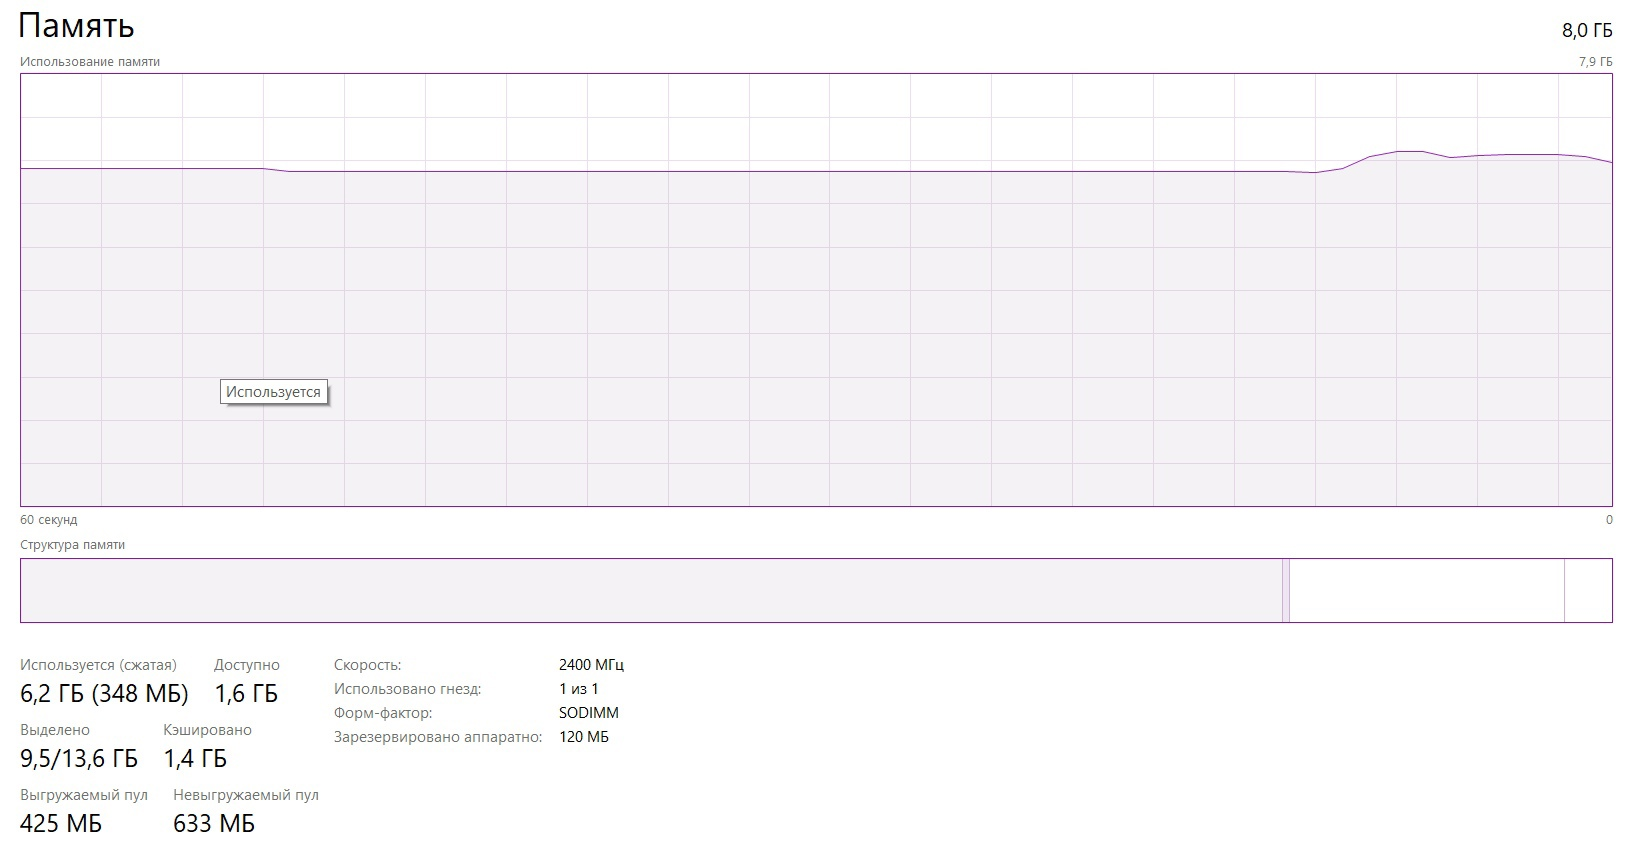 Память 8,0 ГБ
Использование памяти 7,9 ГБ
Используется
60 секунд 0
Структура памяти
Используется (сжатая) Доступно Скорость: 2400 МГц
6,2 ГБ (348 МБ) 1,6 ГБ Использовано гнезд: 1 из 1
Форм-фактор: SODIMM
Выделено Кэшировано Зарезервировано аппаратно: 120 МБ
9,5/13,6 ГБ 1,4 ГБ
Выгружаемый пул Невыгружаемый пул
425 МБ 633 МБ